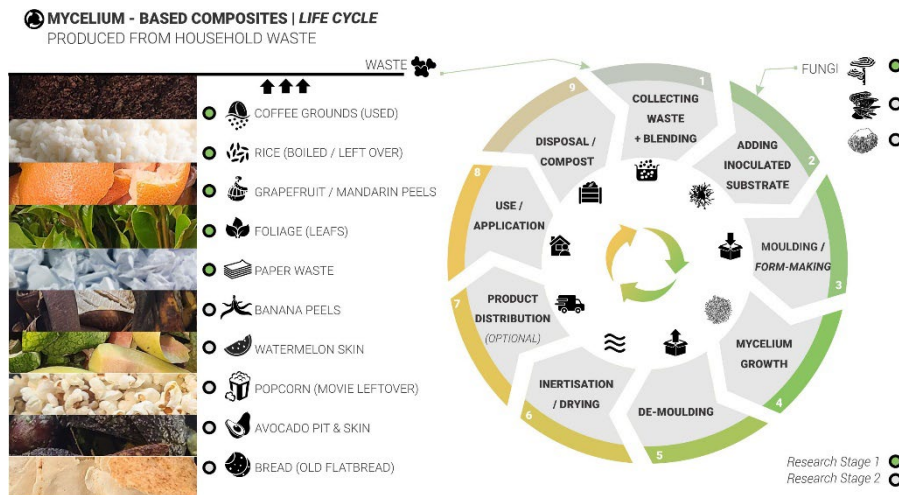 MYCELIUM - BASED COMPOSITES | LIFE CYCLE
PRODUCED FROM HOUSEHOLD WASTE
WASTE
COFFEE GROUNDS (USED)
RICE (BOILED / LEFT OVER)
GRAPEFRUIT / MANDARIN PEELS
FOLIAGE (LEAFS)
PAPER WASTE
BANANA PEELS
WATERMELON SKIN
POPCORN (MOVIE LEFTOVER)
AVOCADO PIT & SKIN
BREAD (OLD FLATBREAD)
FUNGI
1
COLLECTING
WASTE
+ BLENDING
2
ADDING
INOCULATED
SUBSTRATE
3
MOULDING /
FORM-MAKING
4
MYCELIUM
GROWTH
5
DE-MOULDING
6
INERTISATION
/ DRYING
7
PRODUCT
DISTRIBUTION
(OPTIONAL)
8
USE /
APPLICATION
9
DISPOSAL /
COMPOST
Research Stage 1
Research Stage 2